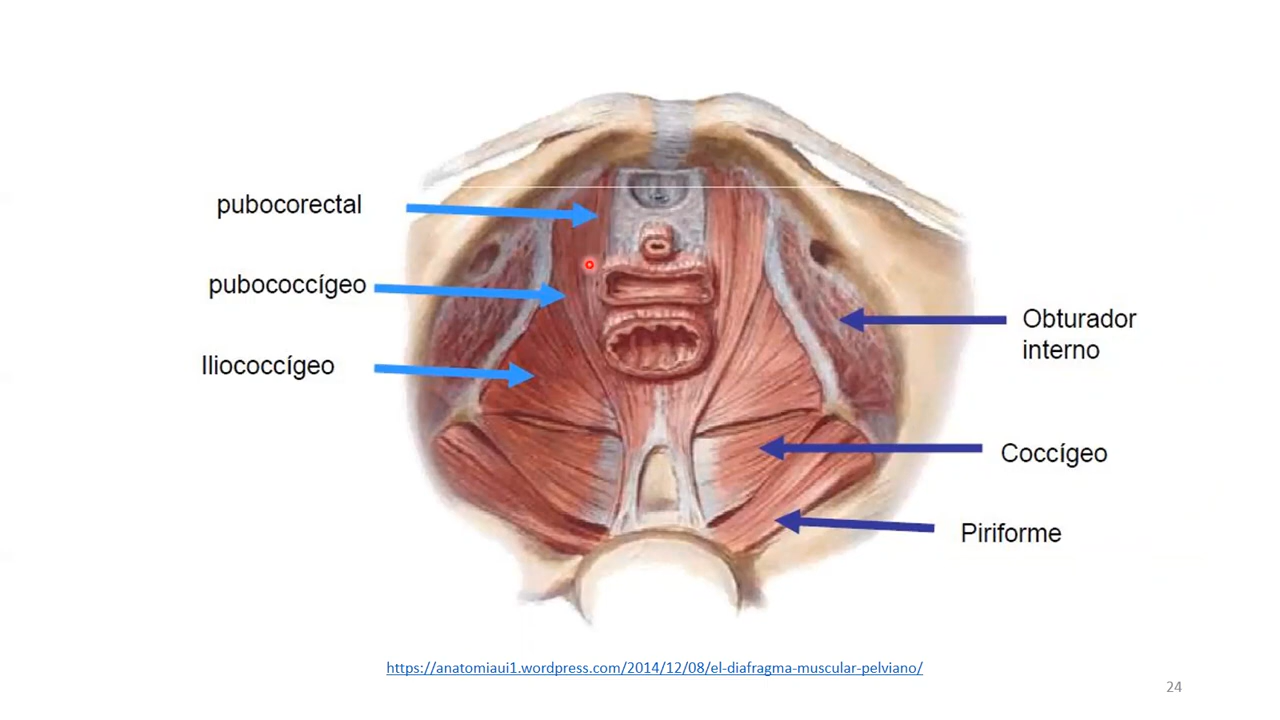 pubocorectal
pubococcígeo
Iliococcígeo
Obturador
interno
Coccígeo
Piriforme
https://anatomiaui1.wordpress.com/2014/12/08/el-diafragma-muscular-pelviano/
24